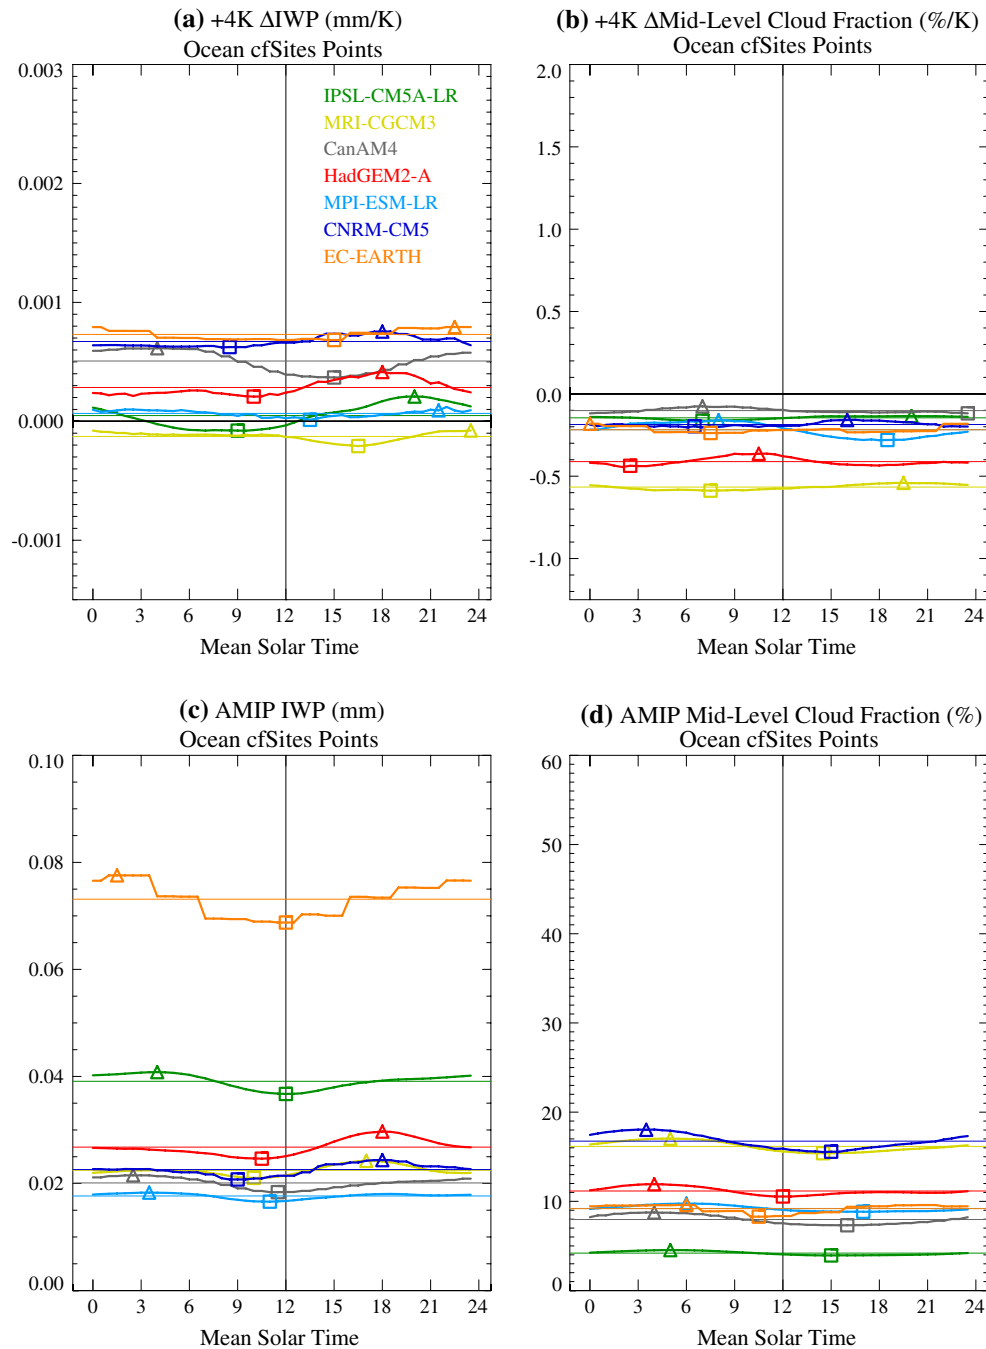 (a) +4K ΔIWP (mm/K)
Ocean cfSites Points
0.003
0.002
0.001
0.000
-0.001
IPSL-CM5A-LR
MRI-CGCM3
CanAM4
HadGEM2-A
MPI-ESM-LR
CNRM-CM5
EC-EARTH
0 3 6 9 12 15 18 21 24
Mean Solar Time
(b) +4K ΔMid-Level Cloud Fraction (%/K)
Ocean cfSites Points
2.0
1.5
1.0
0.5
0.0
-0.5
-1.0
0 3 6 9 12 15 18 21 24
Mean Solar Time
(c) AMIP IWP (mm)
Ocean cfSites Points
0.10
0.08
0.06
0.04
0.02
0.00
0 3 6 9 12 15 18 21 24
Mean Solar Time
(d) AMIP Mid-Level Cloud Fraction (%)
Ocean cfSites Points
60
50
40
30
20
10
0
0 3 6 9 12 15 18 21 24
Mean Solar Time